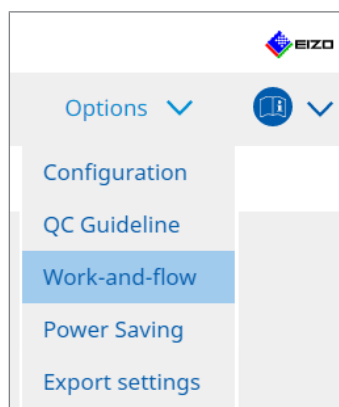 EIZO
Options
Configuration
QC Guideline
Work-and-flow
Power Saving
Export settings